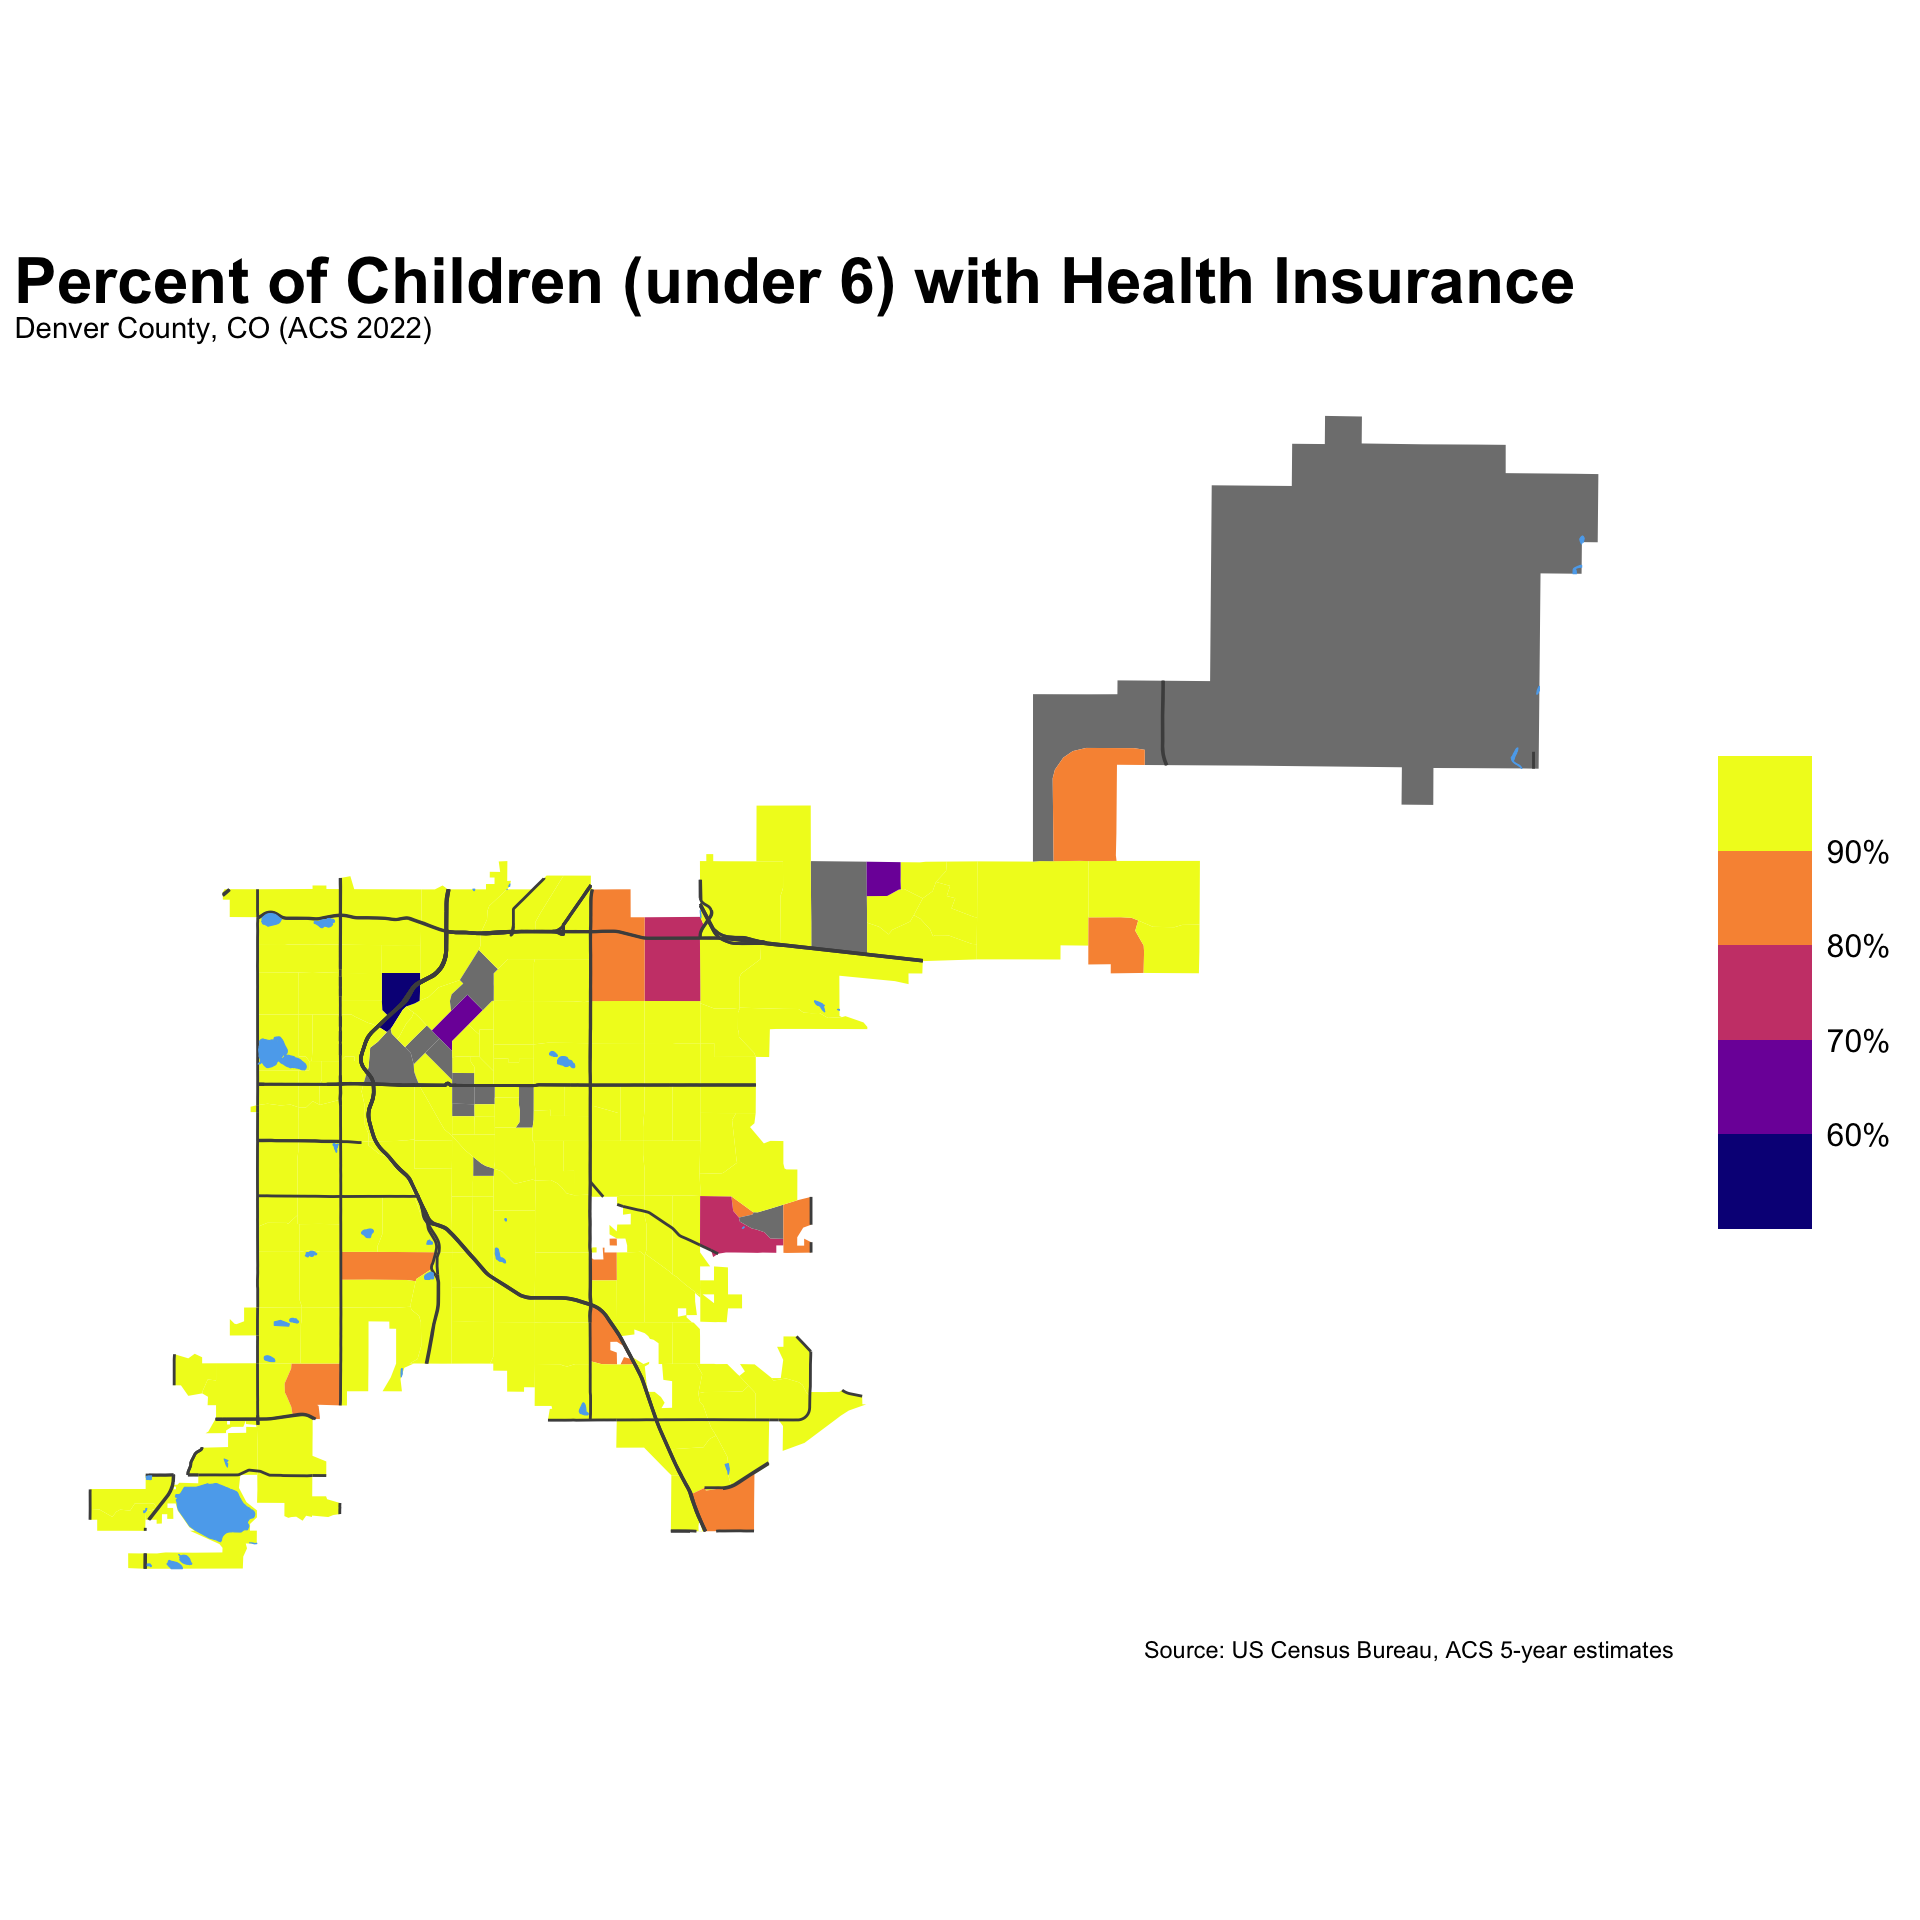 Percent of Children (under 6) with Health Insurance
Denver County, CO (ACS 2022)
90%
80%
70%
60%
Source: US Census Bureau, ACS 5-year estimates